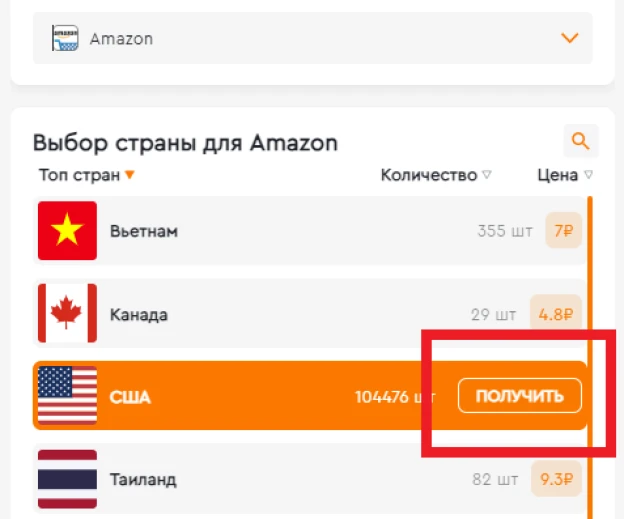 Amazon
Выбор страны для Amazon
Топ стран Количество Цена
Вьетнам 355 шт 7₽
Канада 29 шт 4.8₽
США 104476 шт ПОЛУЧИТЬ
Таиланд 82 шт 9.3₽